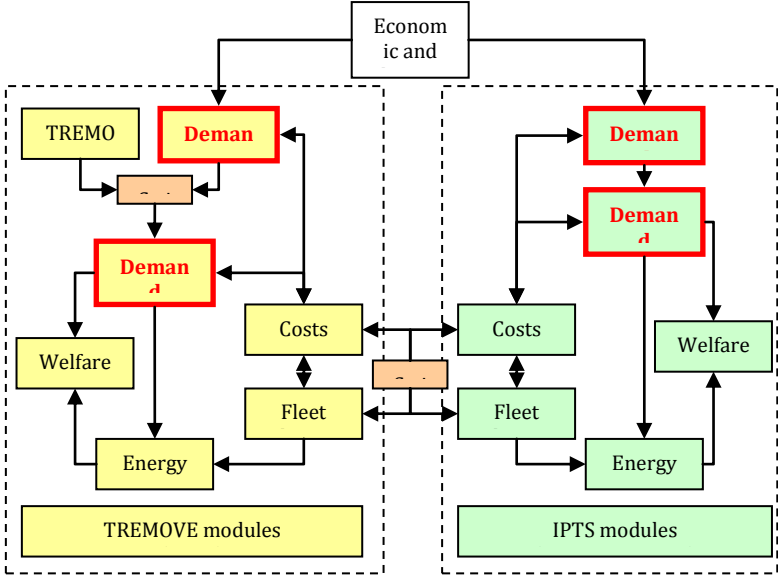 Econom
ic and
TREMO
Deman
Deman
Deman
d
Deman
d
Costs
Costs
Welfare
Welfare
Fleet
Fleet
Energy
Energy
TREMOVE modules
IPTS modules